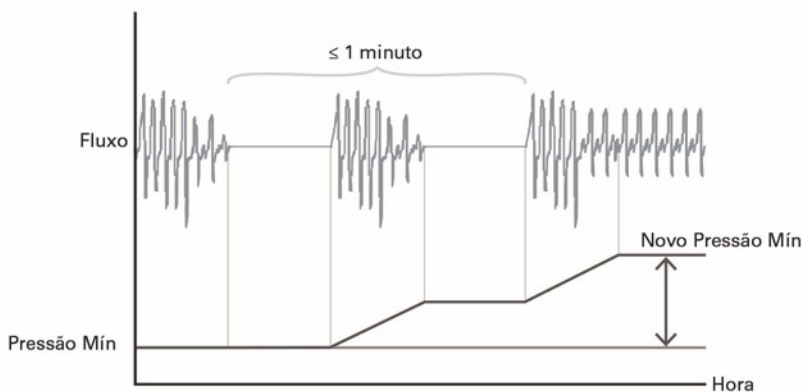 ≤ 1 minuto
Fluxo
Novo Pressão Mín
Pressão Mín
Hora